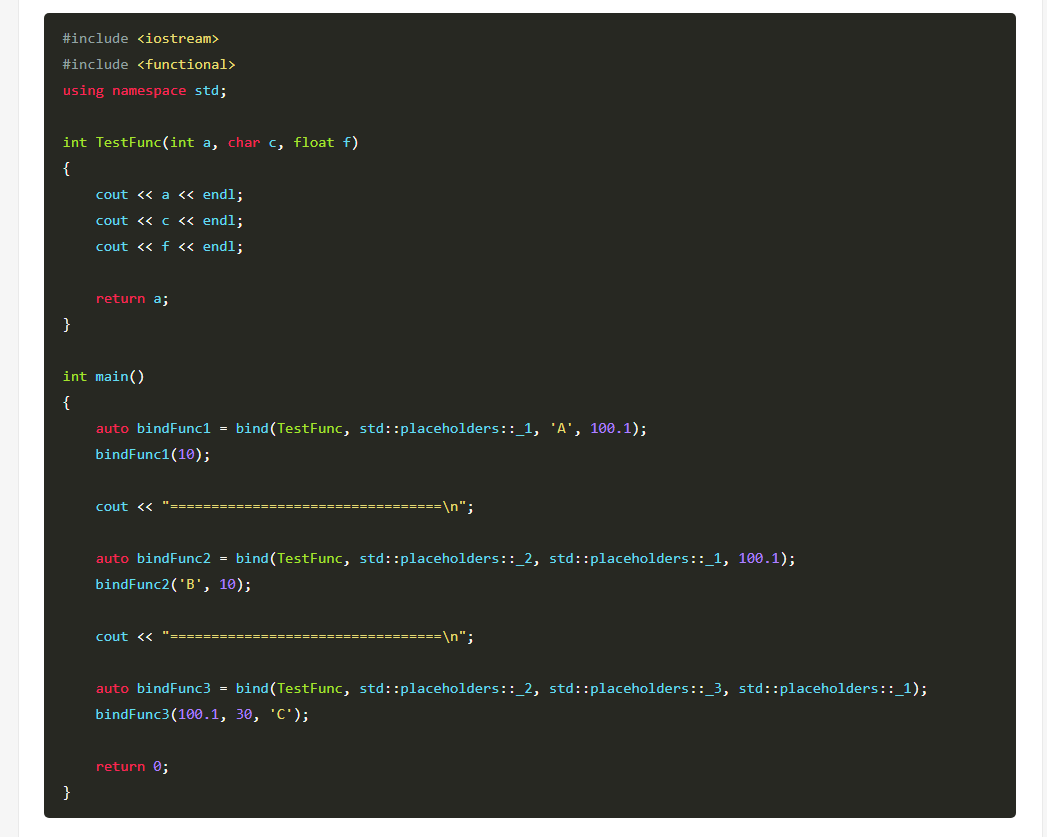 #include <iostream>
#include <functional>
using namespace std;

int TestFunc(int a, char c, float f)
{
    cout << a << endl;
    cout << c << endl;
    cout << f << endl;

    return a;
}

int main()
{
    auto bindFunc1 = bind(TestFunc, std::placeholders::_1, 'A', 100.1);
    bindFunc1(10);

    cout << "=================================\n";

    auto bindFunc2 = bind(TestFunc, std::placeholders::_2, std::placeholders::_1, 100.1);
    bindFunc2('B', 10);

    cout << "=================================\n";

    auto bindFunc3 = bind(TestFunc, std::placeholders::_2, std::placeholders::_3, std::placeholders::_1);
    bindFunc3(100.1, 30, 'C');

    return 0;
}